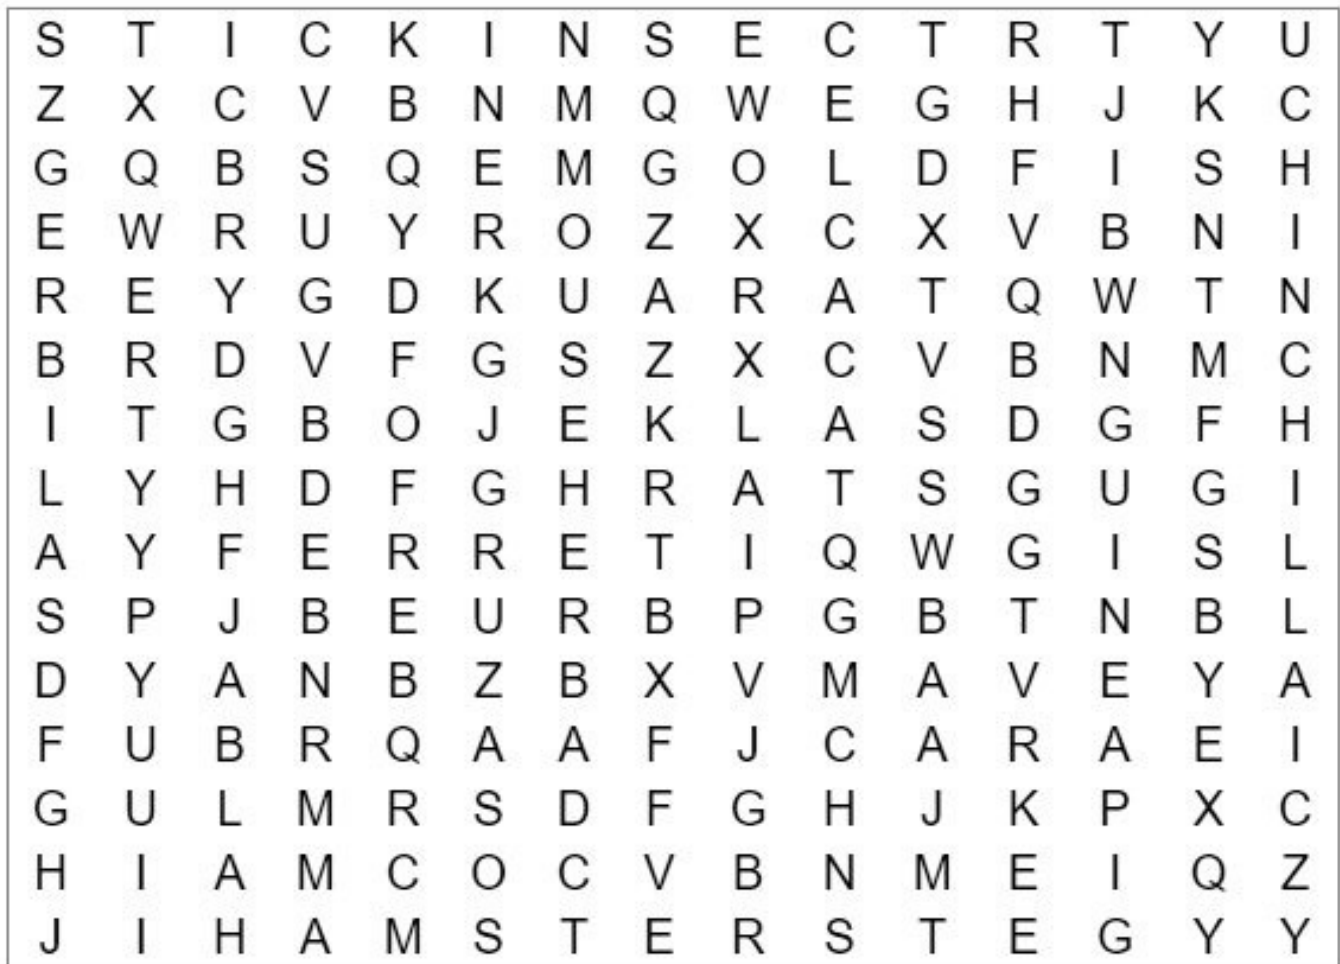 S T I C K I N S E C T R T Y U
Z X C V B N M Q W E G H J K C
G Q B S Q E M G O L D F I S H
E W R U Y R O Z X C X V B N I
R E Y G D K U A R A T Q W T N
B R D V F G S Z X C V B N M C
I T G B O J E K L A S D G F H
L Y H D F G H R A T S G U G I
A Y F E R R E T I Q W G I S L
S P J B E U R B P G B T N B L
D Y A N B Z B X V M A V E Y A
F U B R Q A A F J C A R A E I
G U L M R S D F G H J K P X C
H I A M C O C V B N M E I Q Z
J I H A M S T E R S T E G Y Y